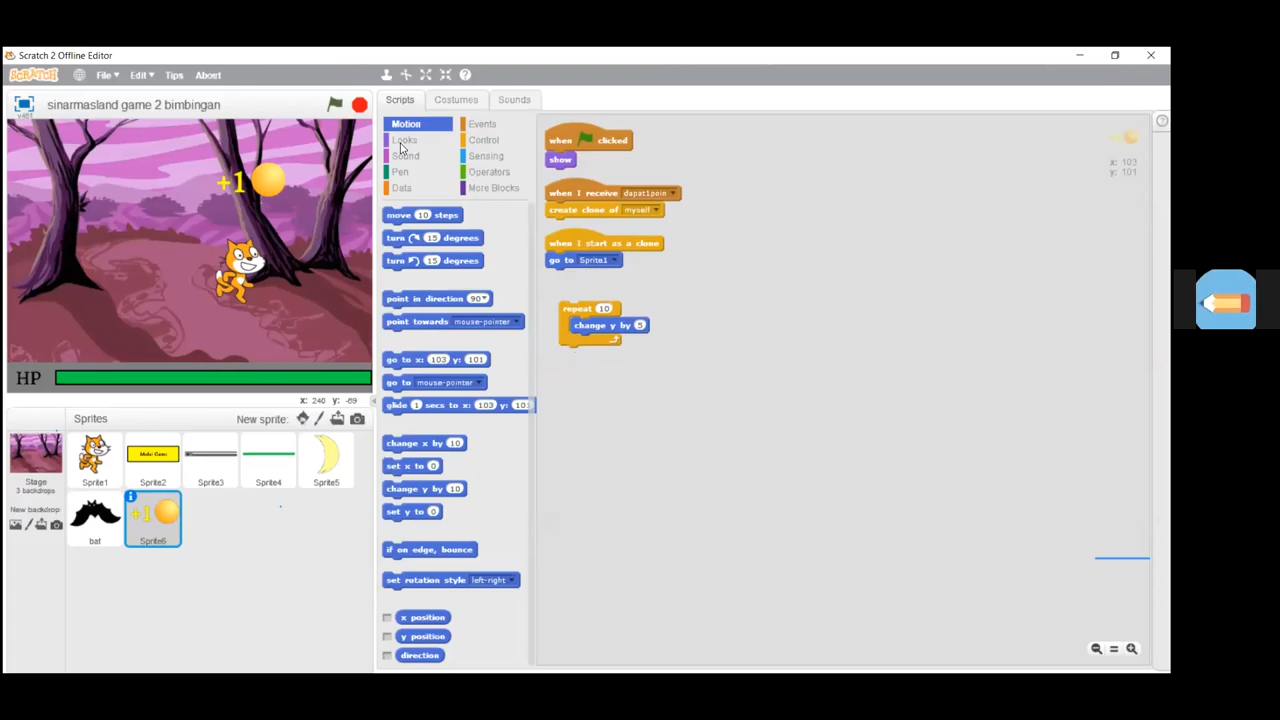 Scratch 2 Offline Editor
SCRATCH File Edit Tips About
sinarmasland game 2 bimbingan
v461
+1
HP
x: 240 y: -89
Sprites New sprite:
Stage
3 backdrops
New backdrop:
Sprite1
Make Game
Sprite2
Sprite3
Sprite4
Sprite5
bat
+1
Sprite6
Scripts Costumes Sounds
Motion Events
Looks Control
Sound Sensing
Pen Operators
Data More Blocks
move 10 steps
turn 15 degrees
turn 15 degrees
point in direction 90
point towards mouse-pointer
go to x: 103 y: 101
go to mouse-pointer
glide 1 secs to x: 103 y: 101
change x by 10
set x to 0
change y by 10
set y to 0
if on edge, bounce
set rotation style left-right
x position
y position
direction
when clicked
show
when I receive dapat1poin
create clone of myself
when I start as a clone
go to Sprite1
repeat 10
change y by 5
+1
x: 103
y: 101